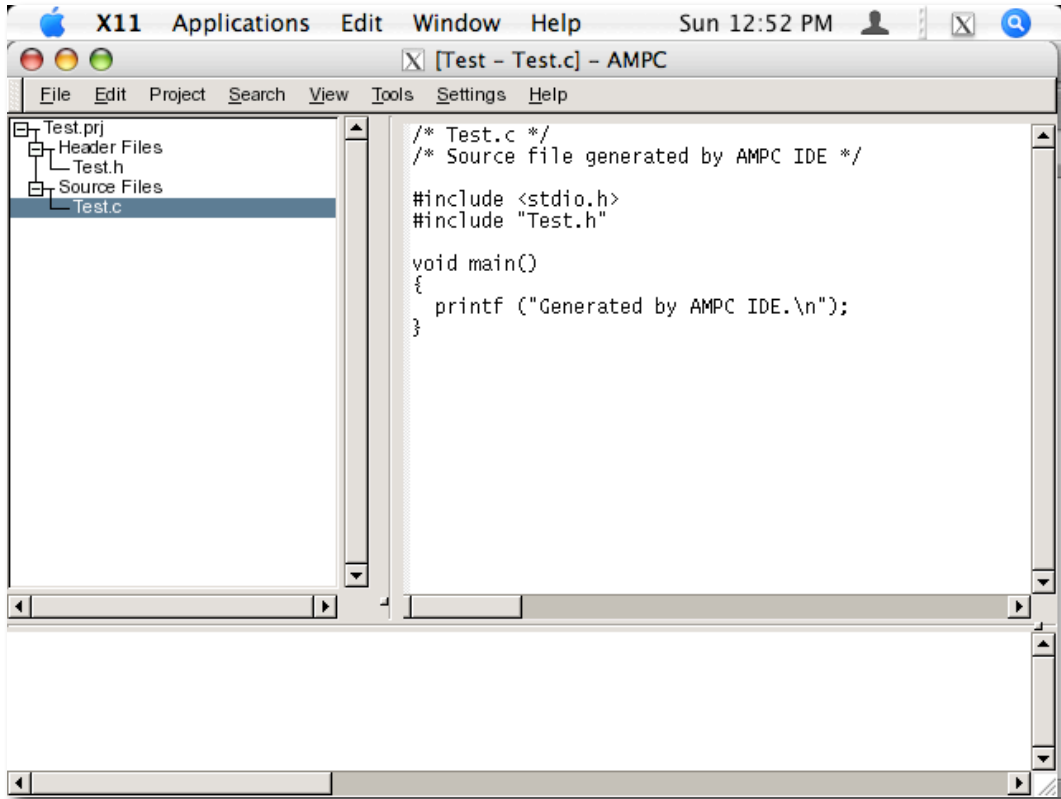 X11 Applications Edit Window Help Sun 12:52 PM
[Test – Test.c] – AMPC
File Edit Project Search View Tools Settings Help
Test.prj
Header Files
Test.h
Source Files
Test.c
/* Test.c */
/* Source file generated by AMPC IDE */
#include <stdio.h>
#include "Test.h"
void main()
{
printf ("Generated by AMPC IDE.\n");
}